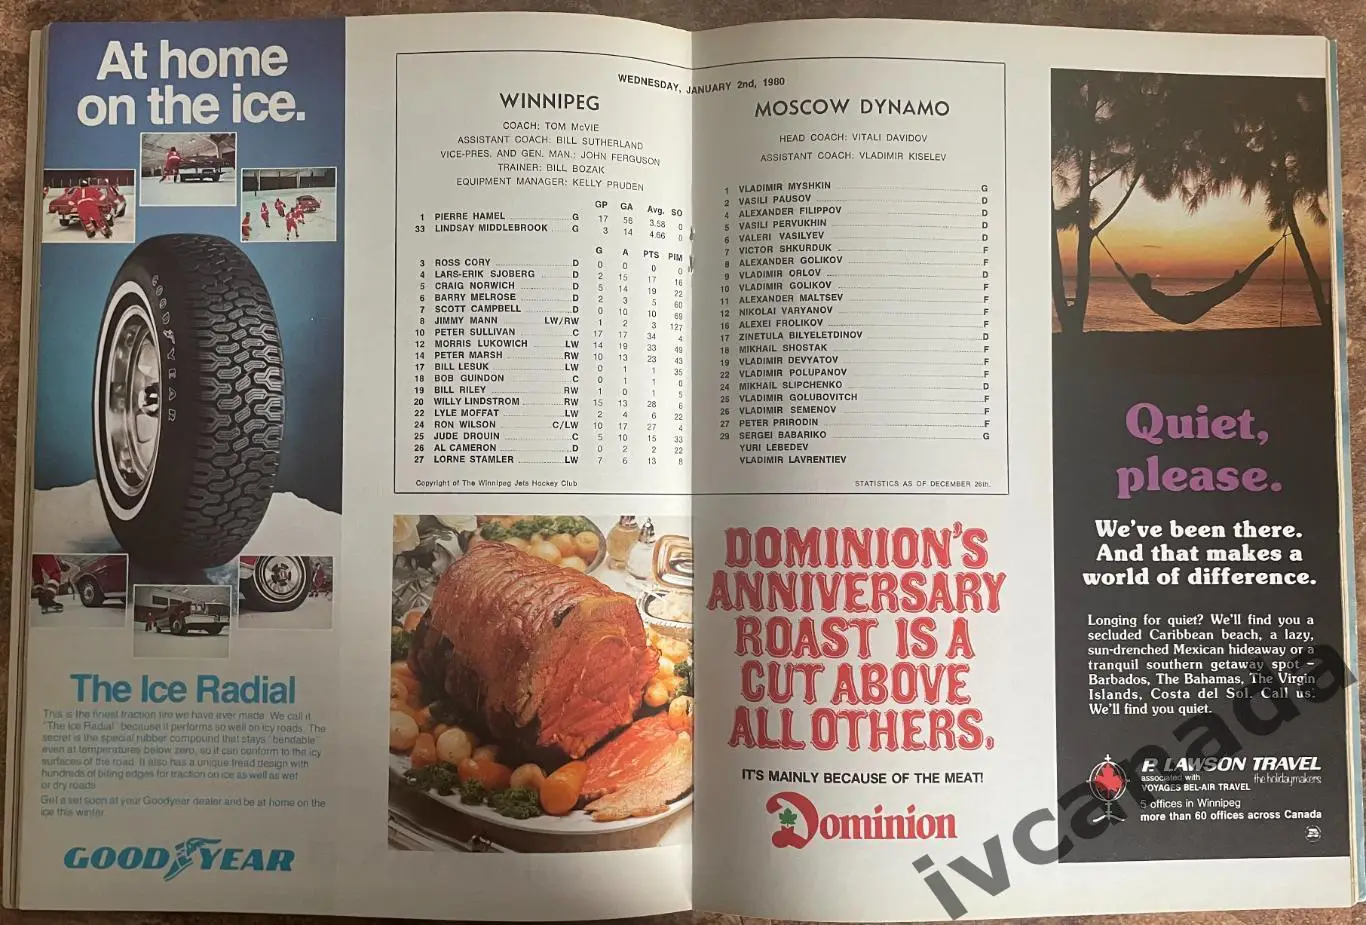 At home
on the ice.
The Ice Radial
This is the finest traction tire we have ever made. We call it
"The Ice Radial" because it performs so well on icy roads. The
secret is the special rubber compound that stays "bendable"
even at temperatures below zero, so it can conform to the icy
surfaces of the road. It also has a unique tread design with
hundreds of biting edges for traction on ice as well as wet
or dry roads.
Get a set soon at your Goodyear dealer and be at home on the
ice this winter.
GOODYEAR
GOODYEAR
WEDNESDAY, JANUARY 2nd, 1980
WINNIPEG
COACH: TOM McVIE
ASSISTANT COACH: BILL SUTHERLAND
VICE-PRES. AND GEN. MAN.: JOHN FERGUSON
TRAINER: BILL BOZAK
EQUIPMENT MANAGER: KELLY PRUDEN
GP GA Avg. SO
1 PIERRE HAMEL G 17 56 3.58 0
33 LINDSAY MIDDLEBROOK G 3 14 4.66 0
G A PTS PIM
3 ROSS CORY D 0 0 0 0
4 LARS-ERIK SJOBERG D 2 15 17 16
5 CRAIG NORWICH D 5 14 19 22
6 BARRY MELROSE D 2 3 5 60
7 SCOTT CAMPBELL D 0 10 10 69
8 JIMMY MANN LW/RW 1 2 3 127
10 PETER SULLIVAN C 17 17 34 4
12 MORRIS LUKOWICH LW 14 19 33 49
14 PETER MARSH RW 10 13 23 43
17 BILL LESUK LW 0 1 1 35
18 BOB GUINDON C 0 1 1 0
19 BILL RILEY RW 1 0 1 5
20 WILLY LINDSTROM RW 15 13 28 6
22 LYLE MOFFAT LW 2 4 6 22
24 RON WILSON C/LW 10 17 27 4
25 JUDE DROUIN C 5 10 15 33
26 AL CAMERON D 0 2 2 22
27 LORNE STAMLER LW 7 6 13 8
Copyright of The Winnipeg Jets Hockey Club
MOSCOW DYNAMO
HEAD COACH: VITALI DAVIDOV
ASSISTANT COACH: VLADIMIR KISELEV
1 VLADIMIR MYSHKIN G
2 VASILI PAUSOV D
4 ALEXANDER FILIPPOV D
5 VASILI PERVUKHIN D
6 VALERI VASILYEV D
7 VICTOR SHKURDUK F
8 ALEXANDER GOLIKOV F
9 VLADIMIR ORLOV D
10 VLADIMIR GOLIKOV F
11 ALEXANDER MALTSEV F
12 NIKOLAI VARYANOV F
16 ALEXEI FROLIKOV F
17 ZINETULA BILYELETDINOV D
18 MIKHAIL SHOSTAK F
19 VLADIMIR DEVYATOV F
22 VLADIMIR POLUPANOV F
24 MIKHAIL SLIPCHENKO D
25 VLADIMIR GOLUBOVITCH F
26 VLADIMIR SEMENOV F
27 PETER PRIRODIN F
29 SERGEI BABARIKO G
YURI LEBEDEV
VLADIMIR LAVRENTIEV
STATISTICS AS OF DECEMBER 26th.
DOMINION'S
ANNIVERSARY
ROAST IS A
CUT ABOVE
ALL OTHERS.
IT'S MAINLY BECAUSE OF THE MEAT!
Dominion
Quiet,
please.
We've been there.
And that makes a
world of difference.
Longing for quiet? We'll find you a
secluded Caribbean beach, a lazy,
sun-drenched Mexican hideaway or a
tranquil southern getaway spot –
Barbados, The Bahamas, The Virgin
Islands, Costa del Sol. Call us.
We'll find you quiet.
P. LAWSON TRAVEL
associated with the holidaymakers
VOYAGES BEL-AIR TRAVEL
5 offices in Winnipeg
more than 60 offices across Canada
ivcanada